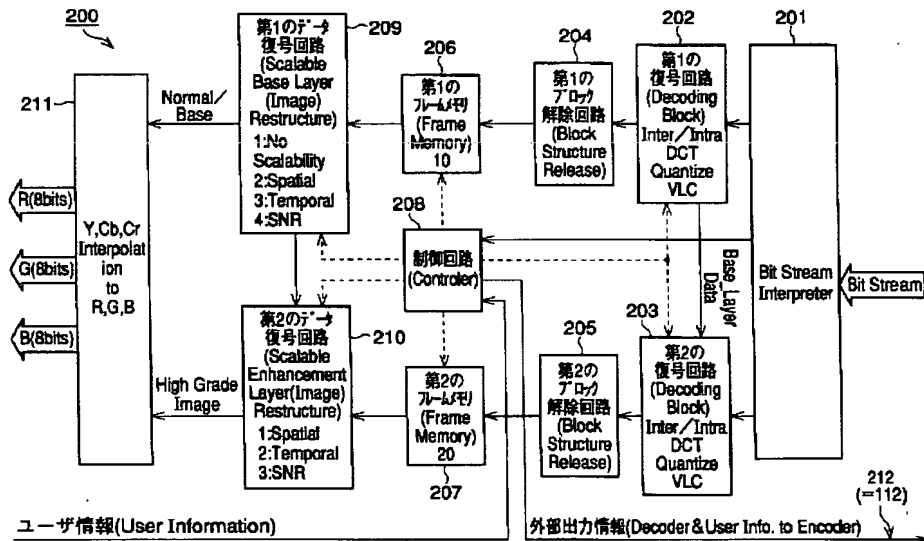 200
211
Y,Cb,Cr
Interpolat
ion
to
R,G,B
R(8bits)
G(8bits)
B(8bits)
Normal/
Base
High Grade
Image
209
第1のデータ
復号回路
(Scalable
Base Layer
(Image)
Restructure)
1:No
Scalability
2:Spatial
3:Temporal
4:SNR
206
第1の
フレームメモリ
(Frame
Memory)
10
204
第1の
ブロック
解除回路
(Block
Structure
Release)
202
第1の
復号回路
(Decoding
Block)
Inter/Intra
DCT
Quantize
VLC
201
Bit Stream
Interpreter
Bit Stream
208
制御回路
(Controler)
Base Layer
Data
210
第2のデータ
復号回路
(Scalable
Enhancement
Layer(Image)
Restructure)
1:Spatial
2:Temporal
3:SNR
第2の
フレームメモリ
(Frame
Memory)
20
207
205
第2の
ブロック
解除回路
(Block
Structure
Release)
203
第2の
復号回路
(Decoding
Block)
Inter/Intra
DCT
Quantize
VLC
212
(=112)
ユーザ情報(User Information)
外部出力情報(Decoder & User Info. to Encoder)